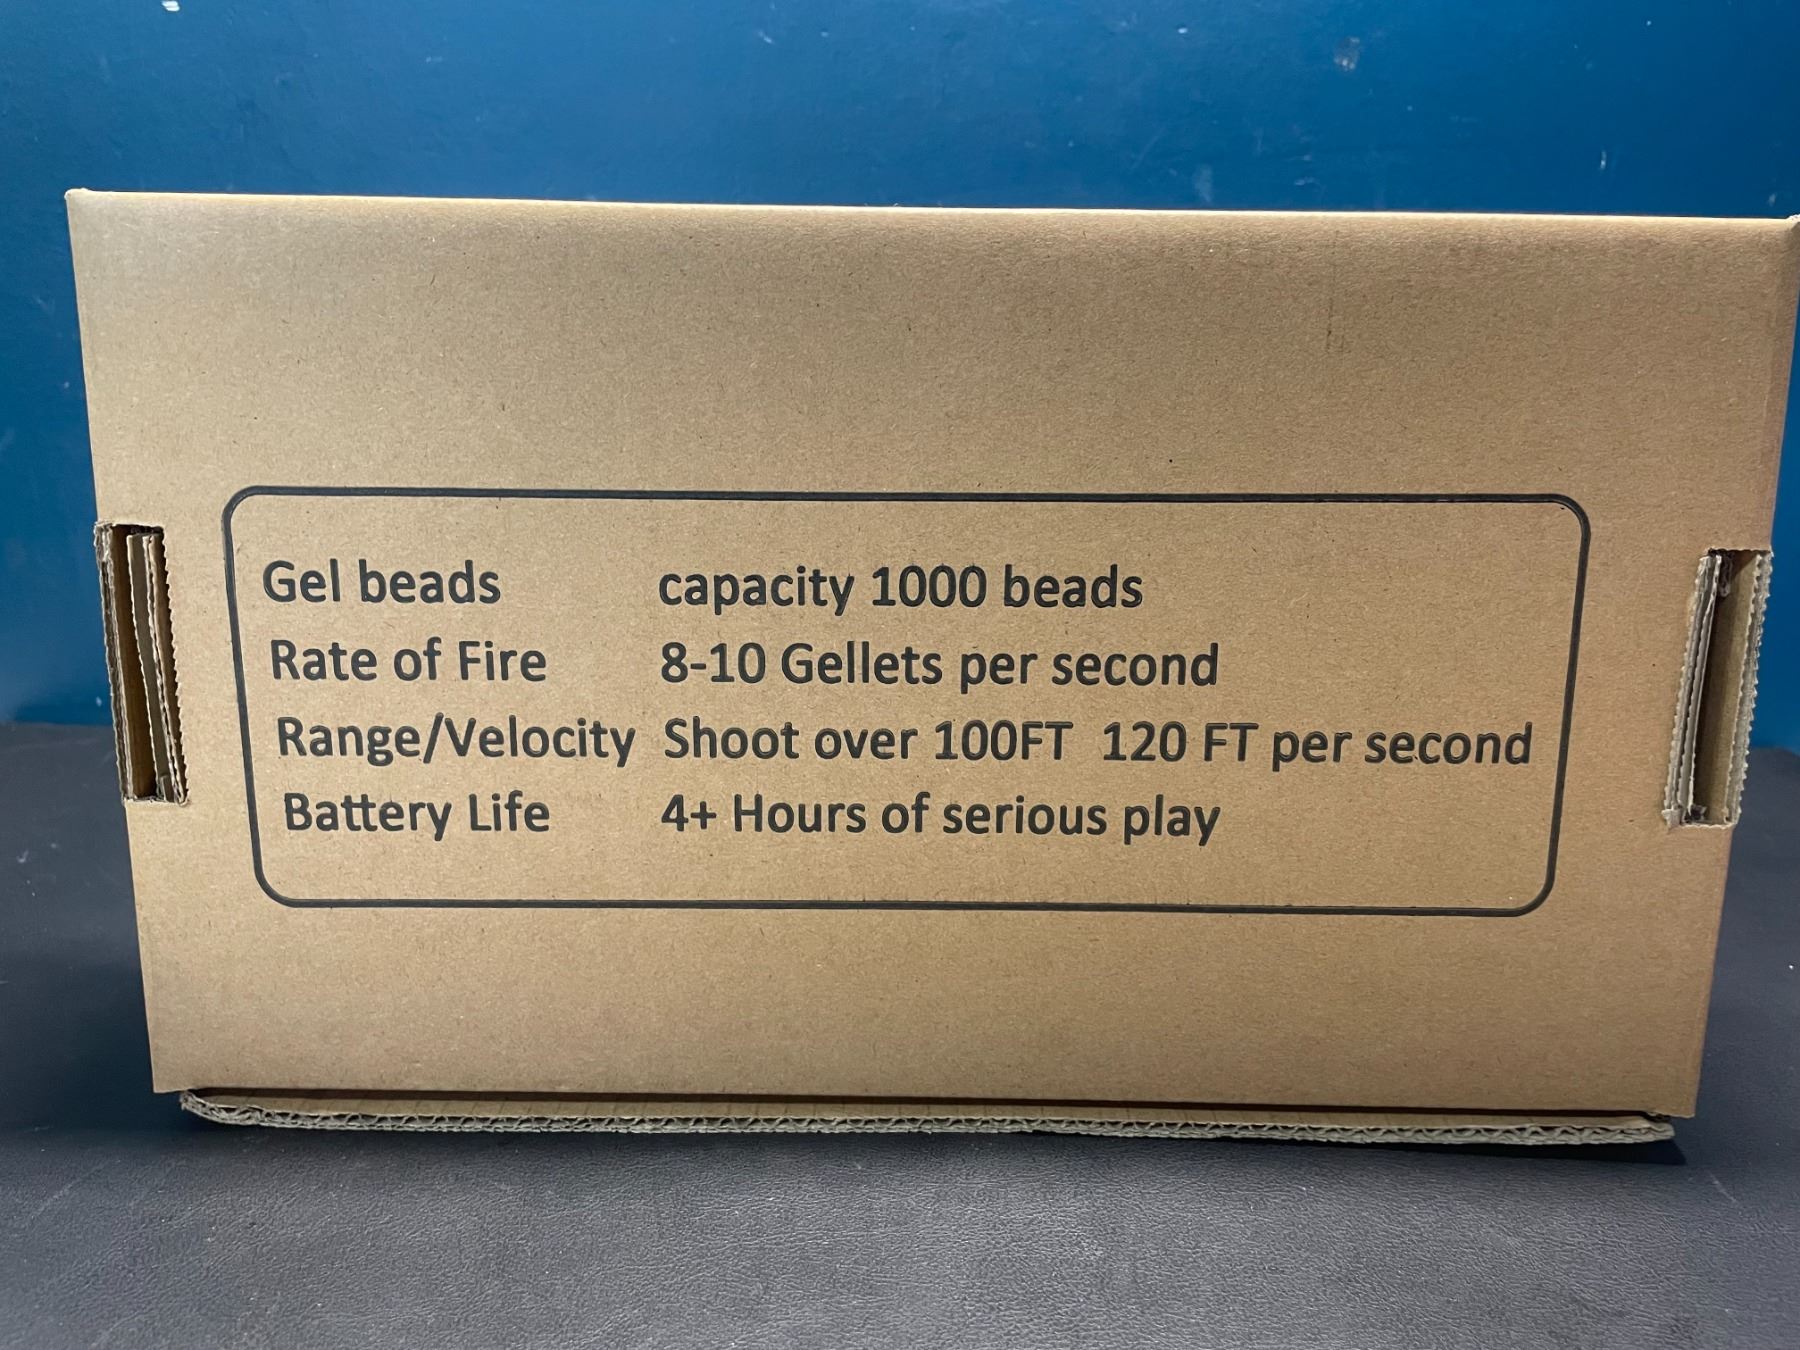 Gel beads capacity 1000 beads
Rate of Fire 8-10 Gellets per second
Range/Velocity Shoot over 100FT 120 FT per second
Battery Life 4+ Hours of serious play